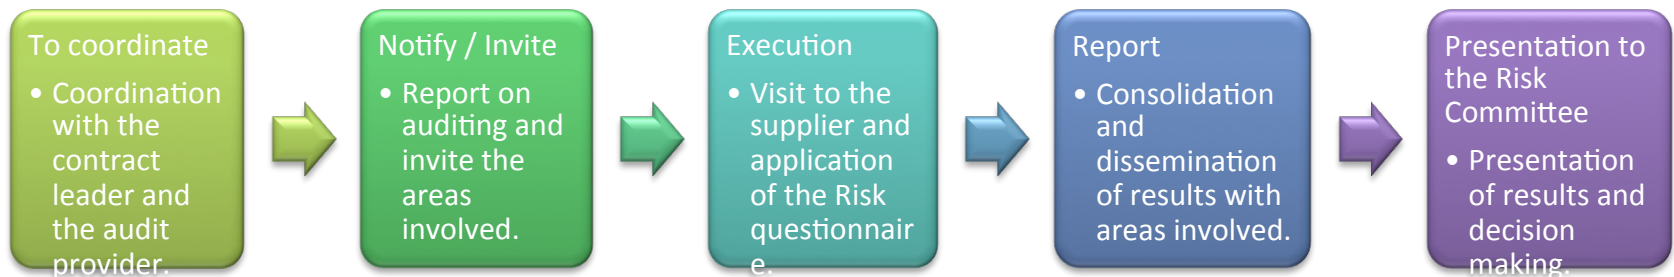 To coordinate
• Coordination
with the
contract
leader and
the audit
provider.
Notify / Invite
• Report on
auditing and
invite the
areas
involved.
Execution
• Visit to the
supplier and
application
of the Risk
questionnair
e.
Report
• Consolidation
and
dissemination
of results with
areas involved.
Presentation to
the Risk
Committee
• Presentation
of results and
decision
making.